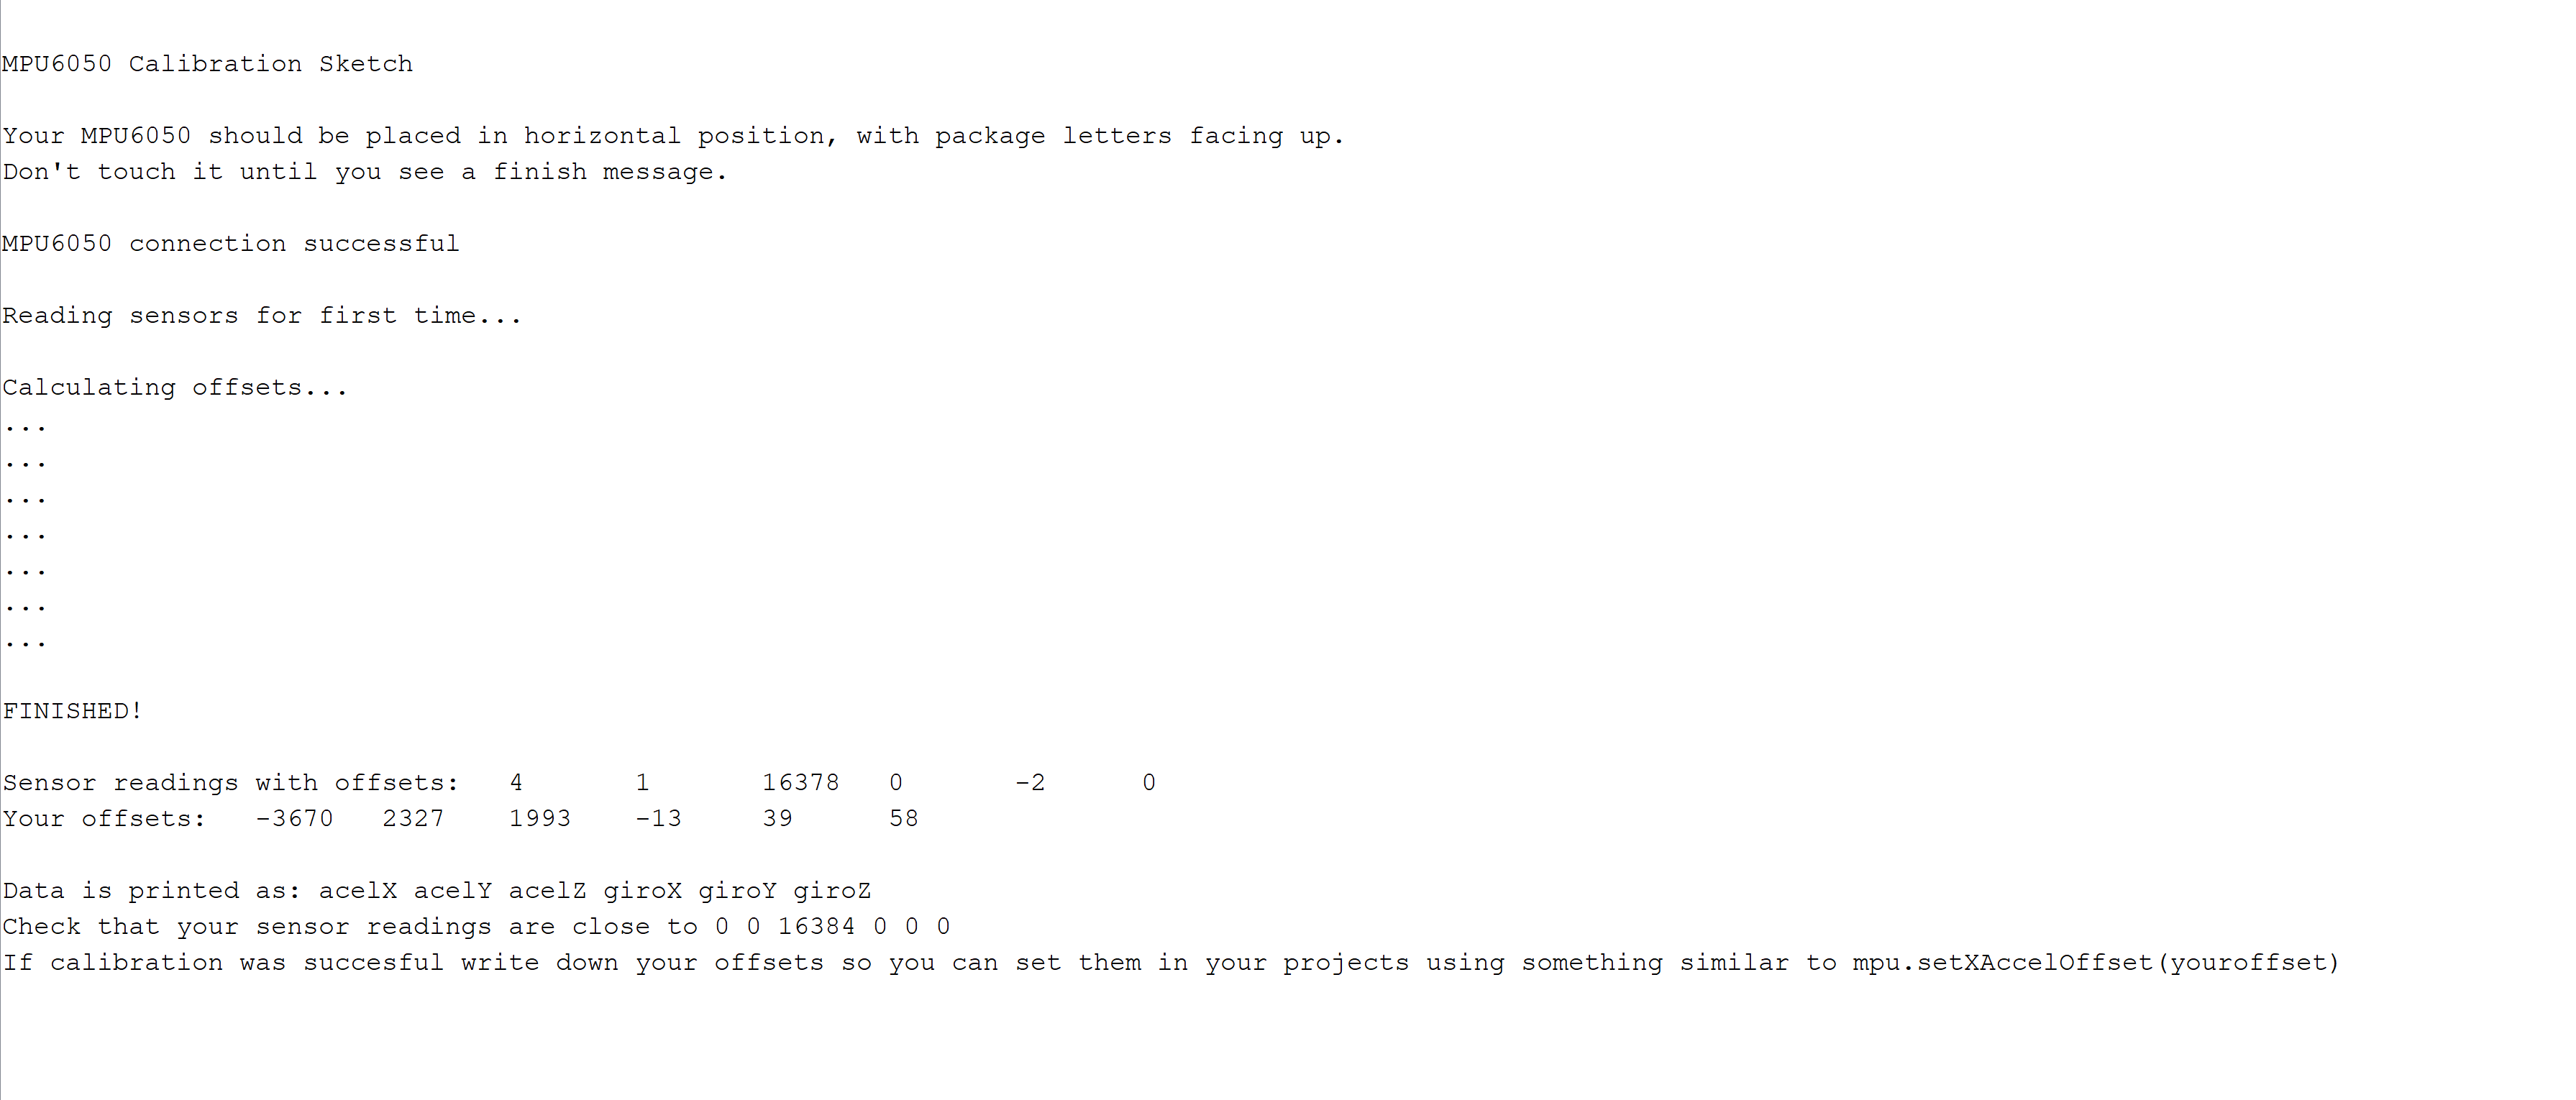 MPU6050 Calibration Sketch
Your MPU6050 should be placed in horizontal position, with package letters facing up.
Don't touch it until you see a finish message.
MPU6050 connection successful
Reading sensors for first time...
Calculating offsets...
...
...
...
...
...
...
...
FINISHED!
Sensor readings with offsets: 4 1 16378 0 -2 0
Your offsets: -3670 2327 1993 -13 39 58
Data is printed as: acelX acelY acelZ giroX giroY giroZ
Check that your sensor readings are close to 0 0 16384 0 0 0
If calibration was succesful write down your offsets so you can set them in your projects using something similar to mpu.setXAccelOffset(youroffset)